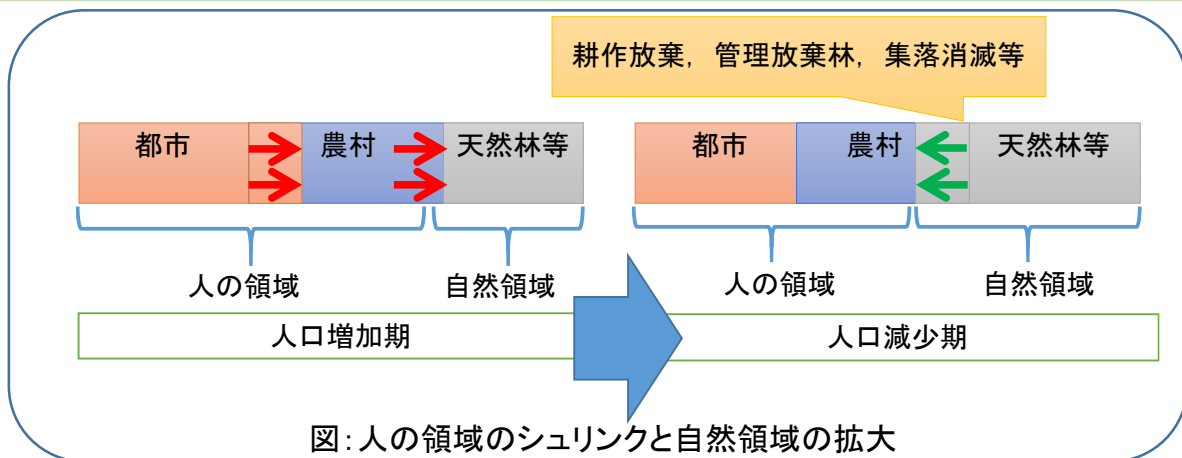 耕作放棄，管理放棄林，集落消滅等
都市
農村
天然林等
都市
農村
天然林等
人の領域
自然領域
人の領域
自然領域
人口増加期
人口減少期
図：人の領域のシュリンクと自然領域の拡大